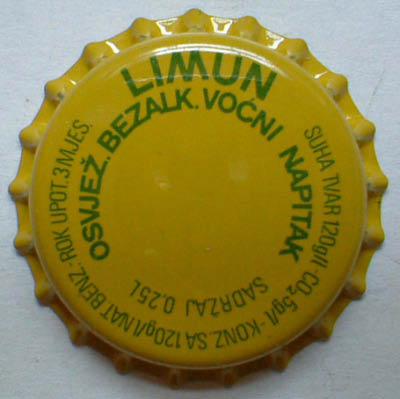 LIMUN
OSVJEŽ. BEZALK. VOĆNI NAPITAK
SADRŽAJ 0.25L
SUHA TVAR 120g/l - CO₂ 5g/l - KONZ. SA 120g/l NAT BENZ. ROK UPOT. 3 MJES.